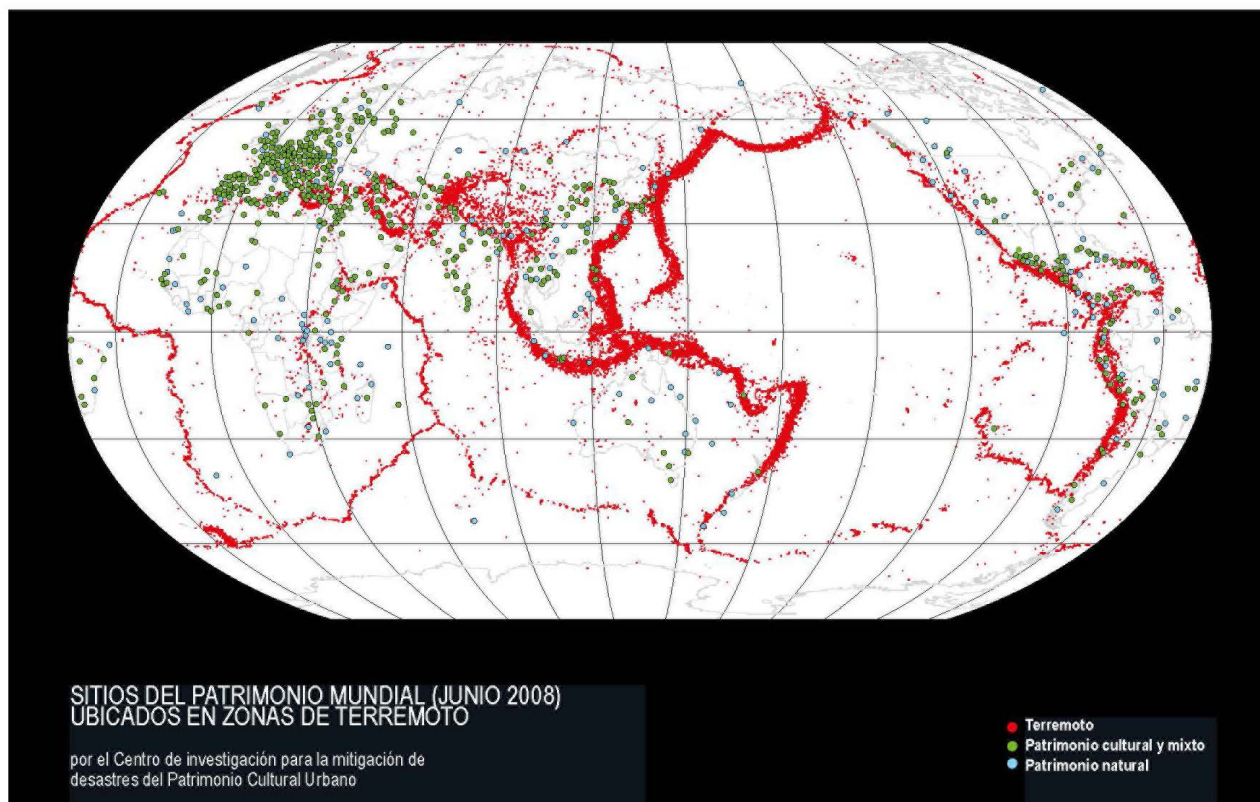 SITIOS DEL PATRIMONIO MUNDIAL (JUNIO 2008)
UBICADOS EN ZONAS DE TERREMOTO
por el Centro de investigación para la mitigación de
desastres del Patrimonio Cultural Urbano
Terremoto
Patrimonio cultural y mixto
Patrimonio natural